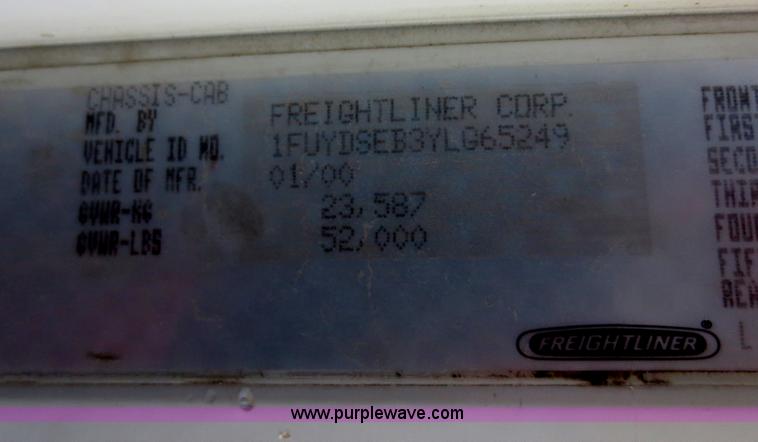 CHASSIS-CAB
MFD. BY FREIGHTLINER CORP.
VEHICLE ID NO. 1FUYDSEB3YLG65249
DATE OF MFR. 01/00
GVWR-KG 23,587
GVWR-LBS 52,000
FRONT
FIRST
SECO
THIR
FOUR
FIF
REA
FREIGHTLINER®
L
www.purplewave.com